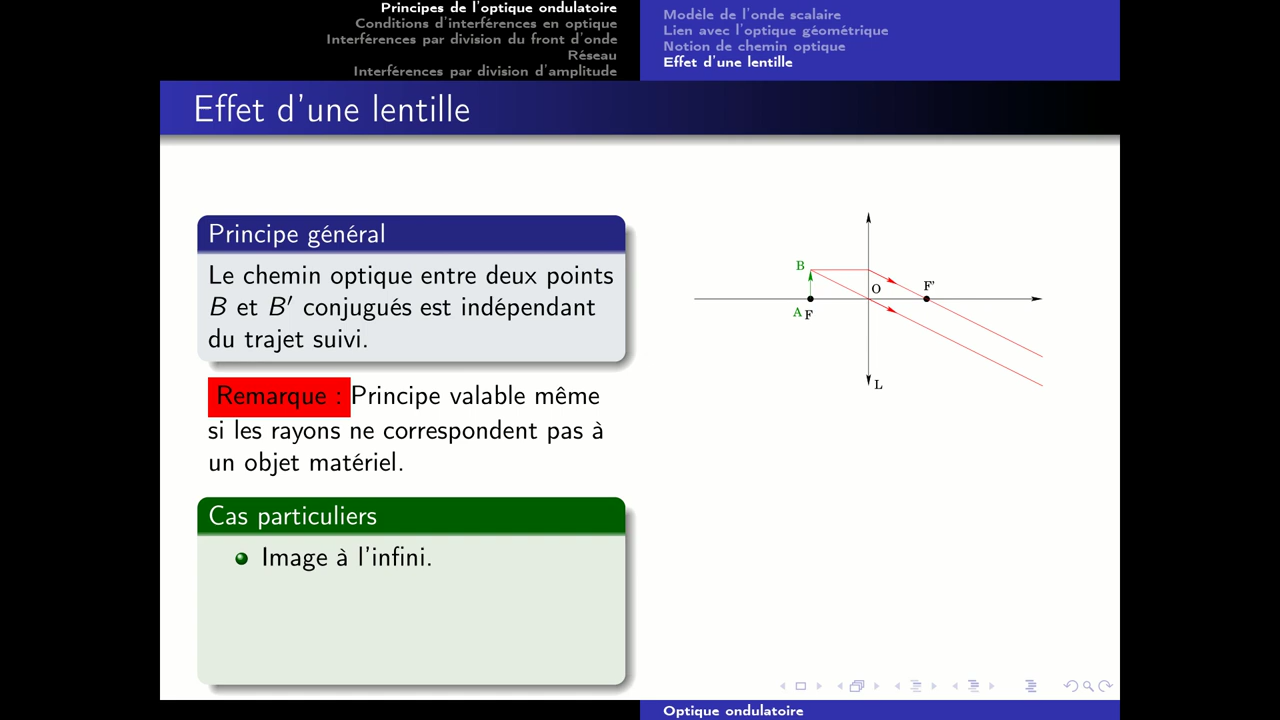 Principes de l'optique ondulatoire
Conditions d'interférences en optique
Interférences par division du front d'onde
Réseau
Interférences par division d'amplitude
Modèle de l'onde scalaire
Lien avec l'optique géométrique
Notion de chemin optique
Effet d'une lentille
Effet d'une lentille
Principe général
Le chemin optique entre deux points
B et B' conjugués est indépendant
du trajet suivi.
Remarque : Principe valable même
si les rayons ne correspondent pas à
un objet matériel.
Cas particuliers
Image à l'infini.
B
O
F'
A F
L
Optique ondulatoire